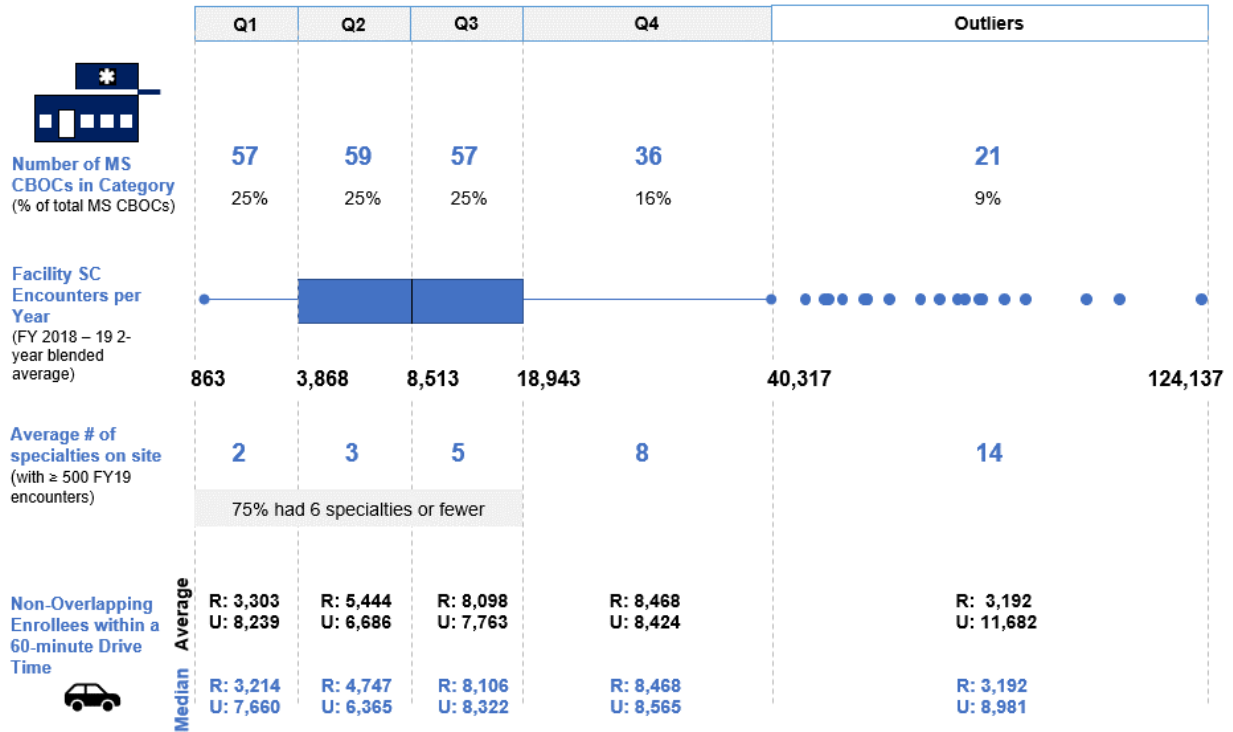 Q1 Q2 Q3 Q4 Outliers
Number of MS
CBOCs in Category
(% of total MS CBOCs)
57 59 57 36 21
25% 25% 25% 16% 9%
Facility SC
Encounters per
Year
(FY 2018 – 19 2-
year blended
average)
863 3,868 8,513 18,943 40,317 124,137
Average # of
specialties on site
(with ≥ 500 FY19
encounters)
2 3 5 8 14
75% had 6 specialties or fewer
Non-Overlapping
Enrollees within a
60-minute Drive
Time
Average
R: 3,303 R: 5,444 R: 8,098 R: 8,468 R: 3,192
U: 8,239 U: 6,686 U: 7,763 U: 8,424 U: 11,682
Median
R: 3,214 R: 4,747 R: 8,106 R: 8,468 R: 3,192
U: 7,660 U: 6,365 U: 8,322 U: 8,565 U: 8,981